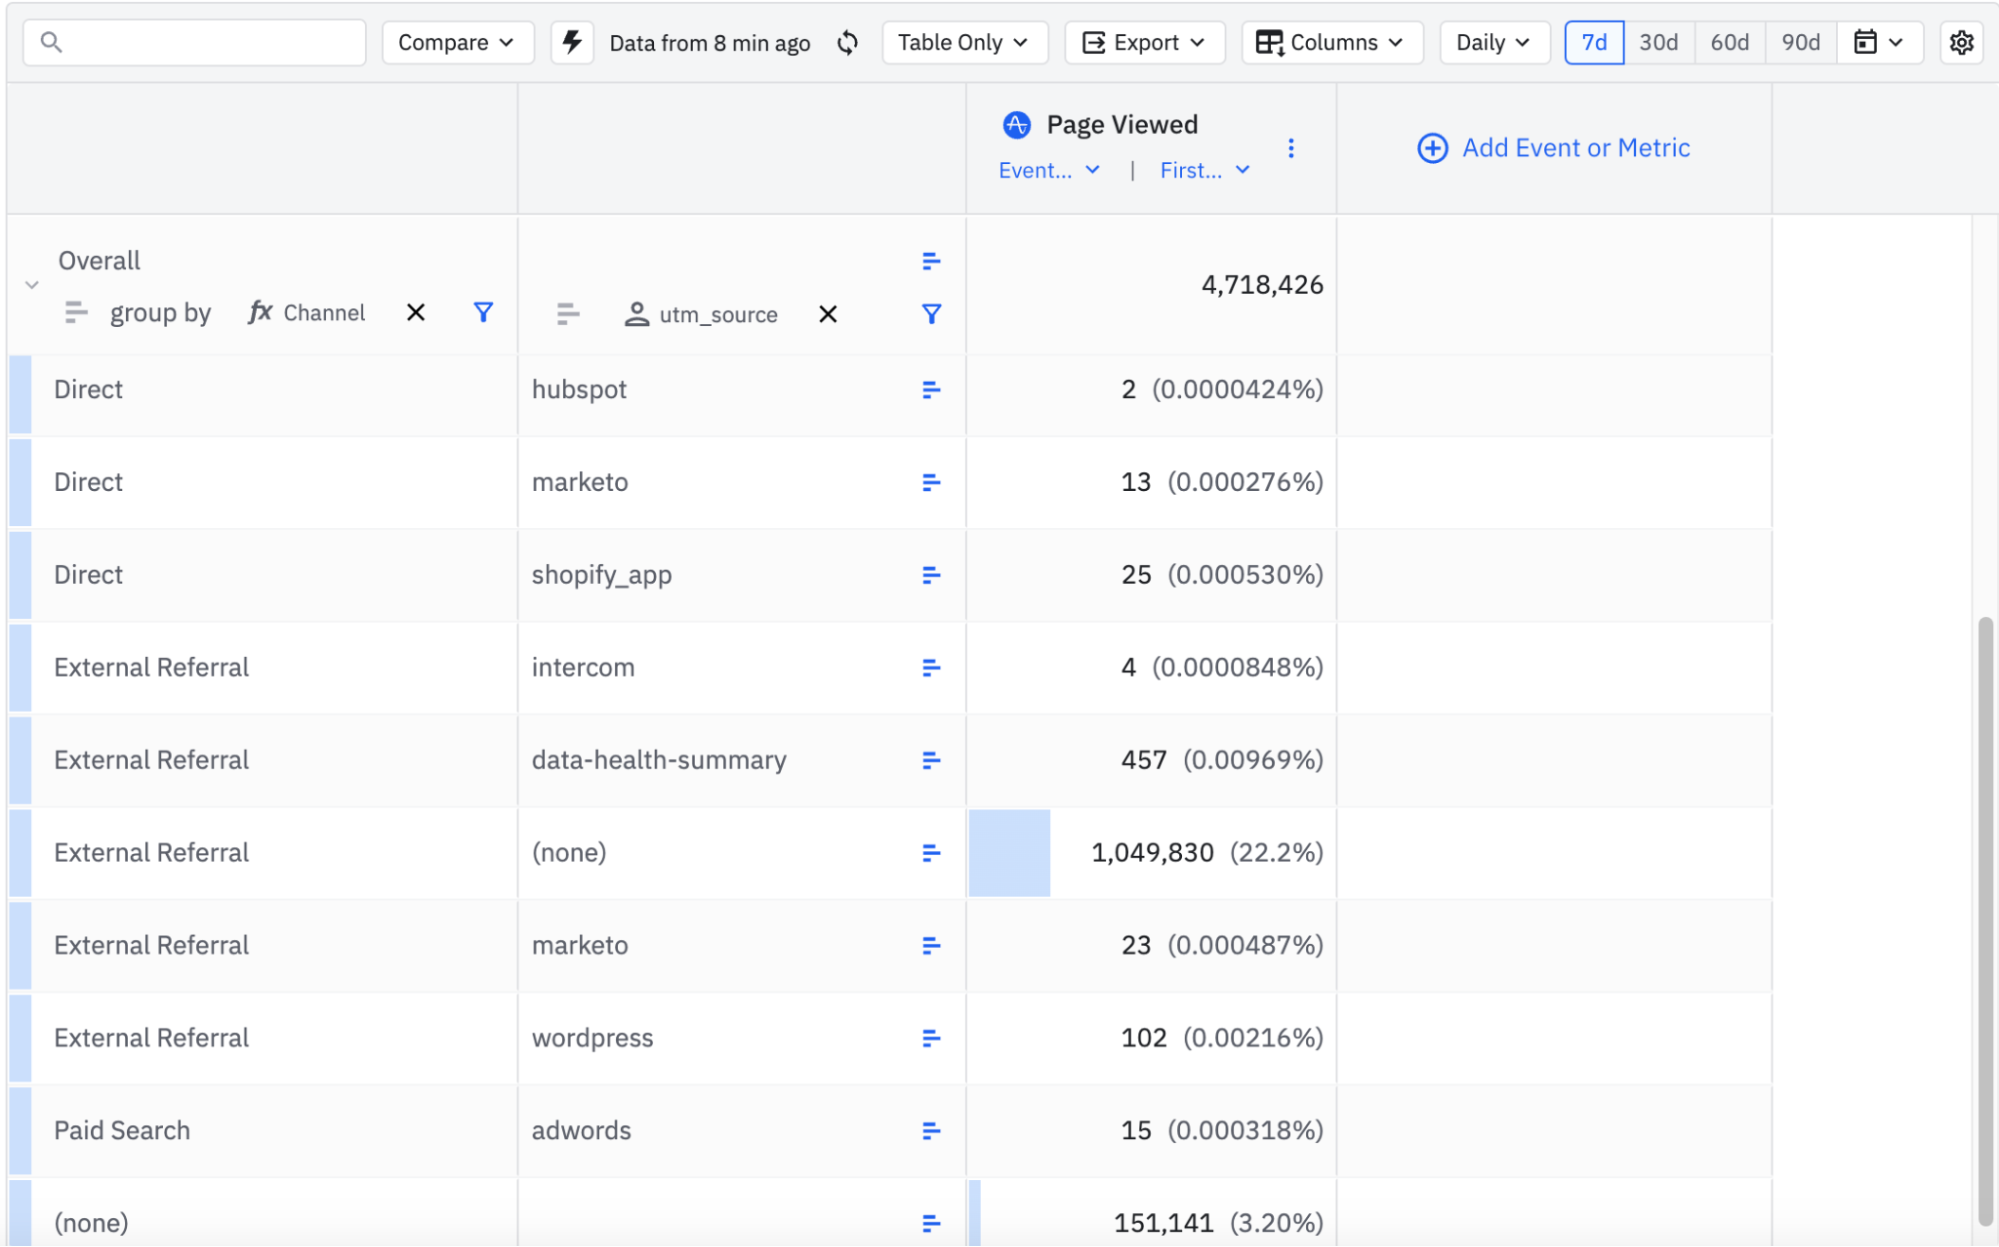 Compare Data from 8 min ago Table Only Export Columns Daily 7d 30d 60d 90d
Page Viewed
Event... | First...
Add Event or Metric
Overall
4,718,426
group by fx Channel utm_source
Direct hubspot 2 (0.0000424%)
Direct marketo 13 (0.000276%)
Direct shopify_app 25 (0.000530%)
External Referral intercom 4 (0.0000848%)
External Referral data-health-summary 457 (0.00969%)
External Referral (none) 1,049,830 (22.2%)
External Referral marketo 23 (0.000487%)
External Referral wordpress 102 (0.00216%)
Paid Search adwords 15 (0.000318%)
(none) 151,141 (3.20%)